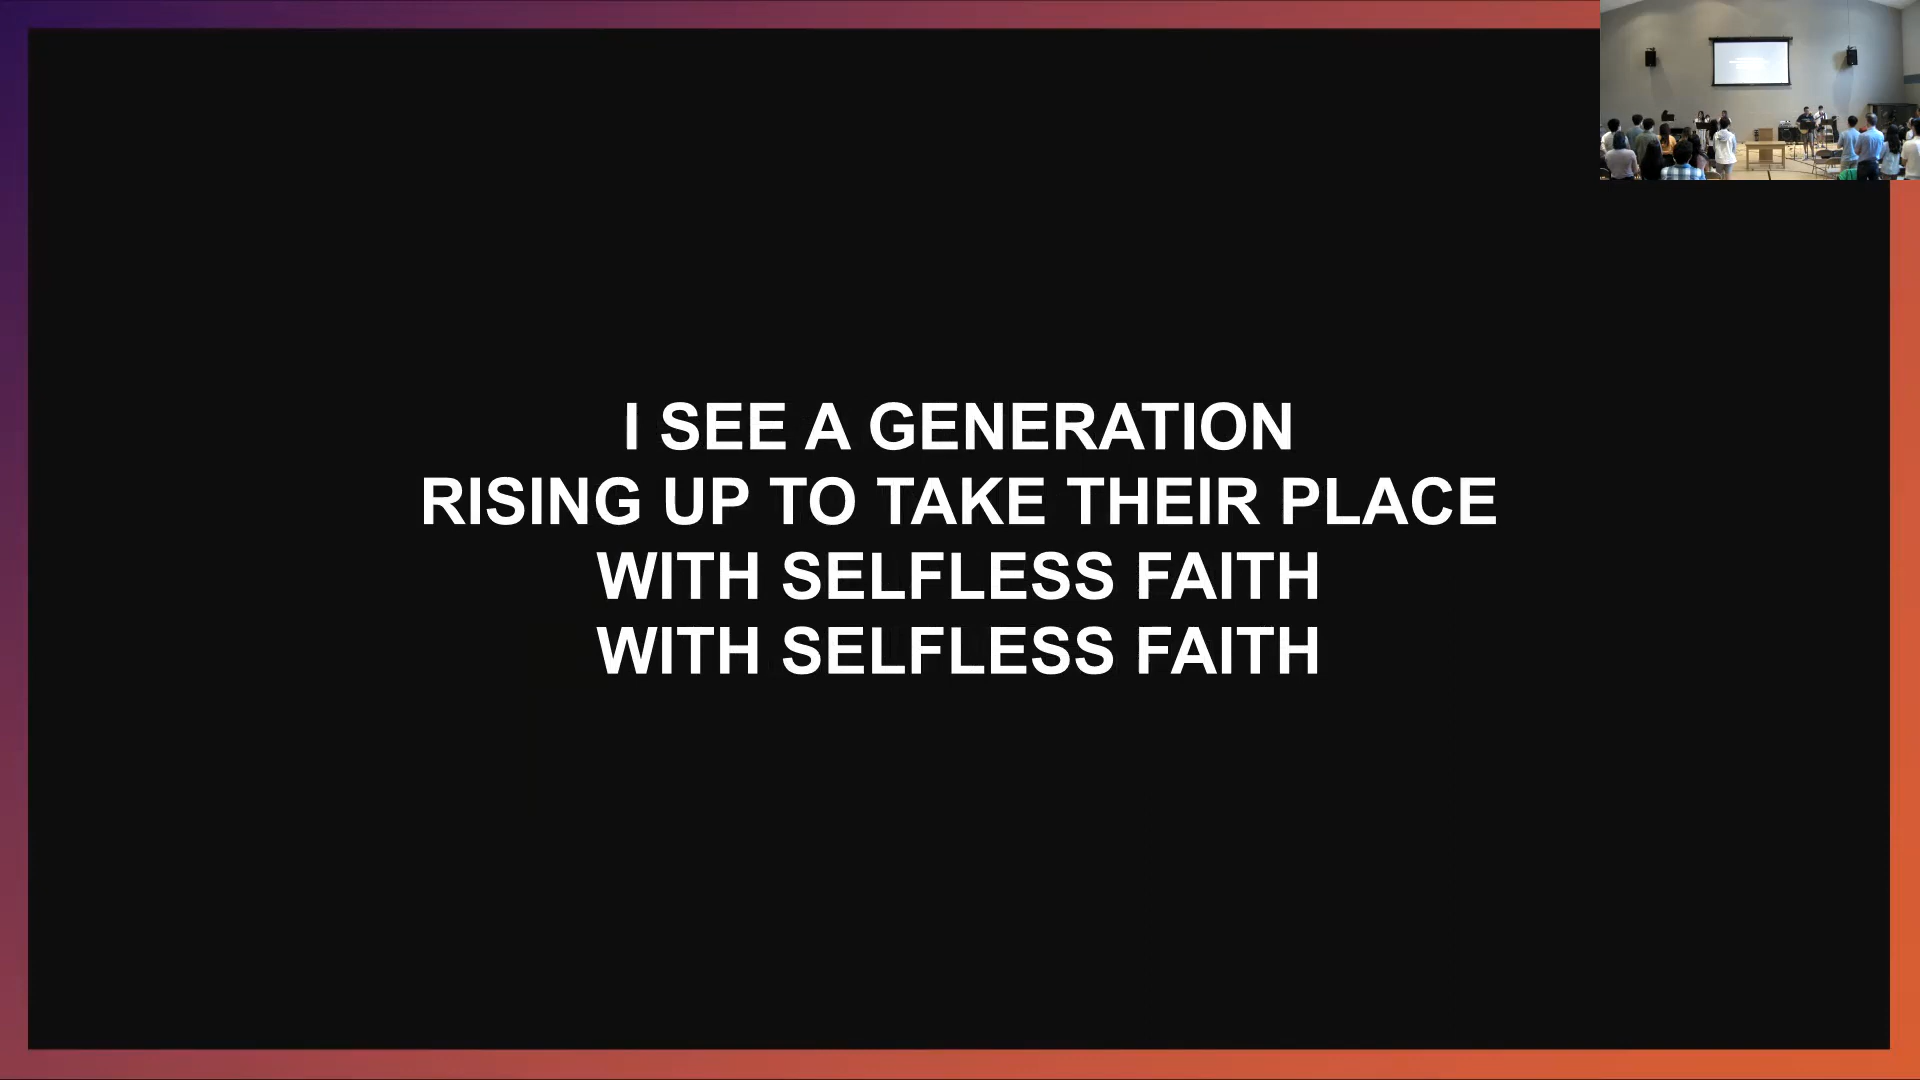 I SEE A GENERATION
RISING UP TO TAKE THEIR PLACE
WITH SELFLESS FAITH
WITH SELFLESS FAITH